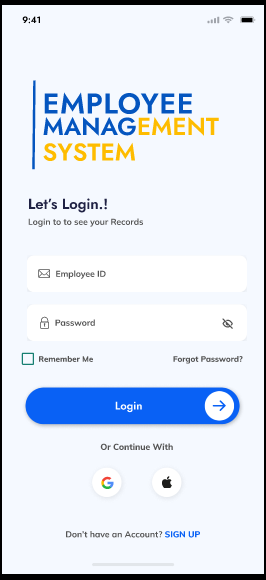 9:41
EMPLOYEE
MANAGEMENT
SYSTEM
Let's Login.!
Login to to see your Records
Employee ID
Password
Remember Me
Forgot Password?
Login
Or Continue With
Don't have an Account? SIGN UP